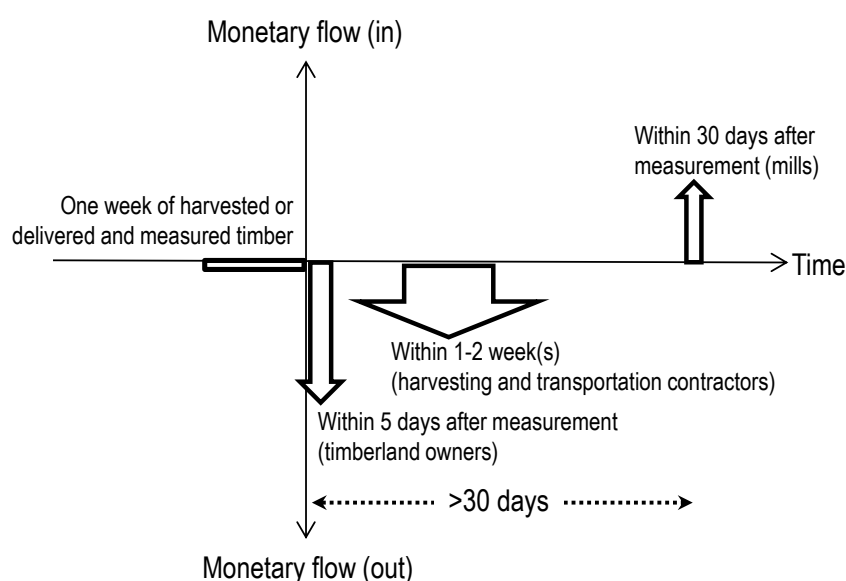 Monetary flow (in)
Within 30 days after
measurement (mills)
One week of harvested or
delivered and measured timber
Time
Within 1-2 week(s)
(harvesting and transportation contractors)
Within 5 days after measurement
(timberland owners)
>30 days
Monetary flow (out)